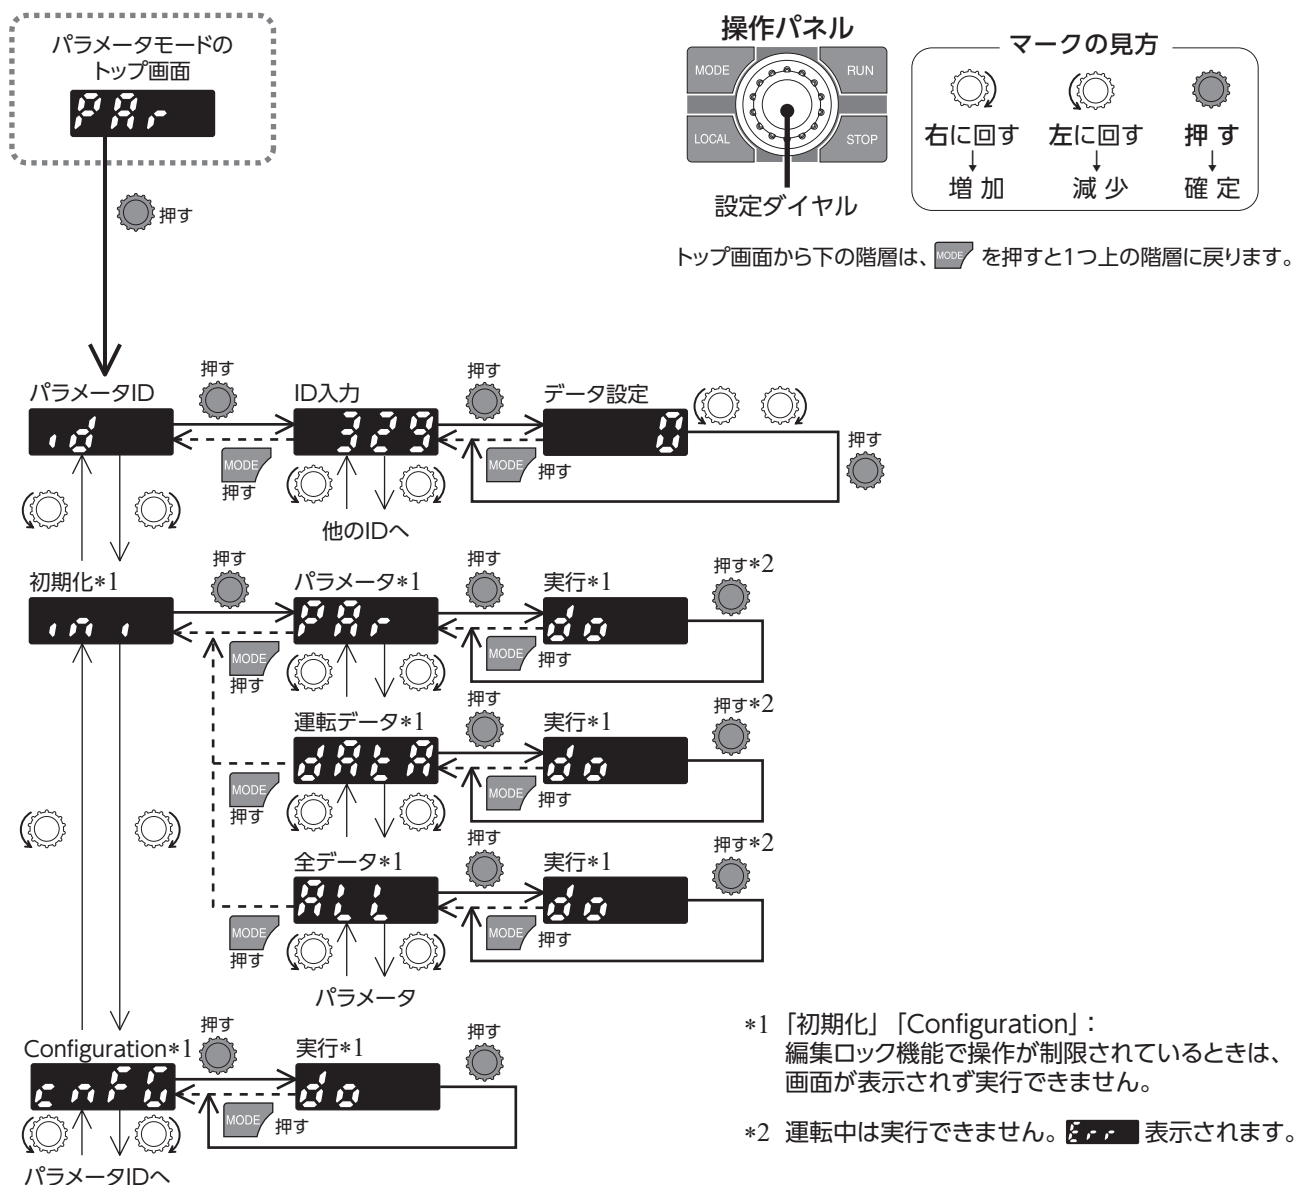 パラメータモードの
トップ画面
PAr
押す
操作パネル
MODE
RUN
LOCAL
STOP
設定ダイヤル
マークの見方
右に回す
左に回す
押 す
↓
↓
↓
増 加
減 少
確 定
トップ画面から下の階層は、MODE を押すと1つ上の階層に戻ります。
パラメータID
id
押す
MODE
押す
ID入力
329
押す
MODE
押す
他のIDへ
データ設定
0
押す
初期化*1
ini
押す
MODE
押す
パラメータ*1
PAr
押す
MODE
押す
実行*1
do
押す*2
運転データ*1
dAtA
MODE
押す
押す
MODE
押す
実行*1
do
押す*2
全データ*1
ALL
MODE
押す
押す
MODE
押す
実行*1
do
押す*2
パラメータ
Configuration*1
cnFG
押す
MODE
押す
実行*1
do
押す
パラメータIDへ
*1 「初期化」「Configuration」:
編集ロック機能で操作が制限されているときは、
画面が表示されず実行できません。
*2 運転中は実行できません。Err 表示されます。